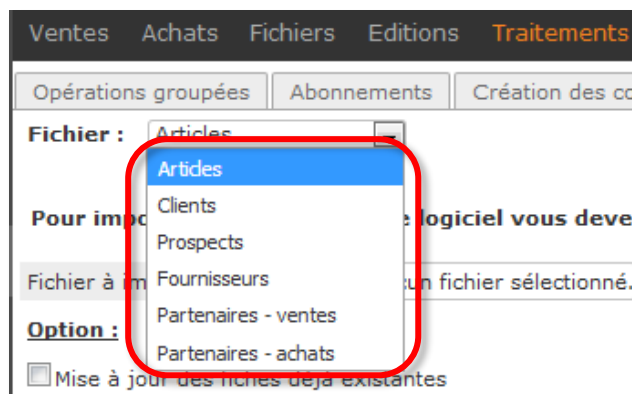 Ventes Achats Fichiers Editions Traitements
Opérations groupées Abonnements Création des co
Fichier : Articles
Articles
Clients
Pour imp logiciel vous deve
Prospects
Fichier à im Fournisseurs un fichier sélectionné.
Partenaires - ventes
Option :
Partenaires - achats
Mise à jour des fiches déjà existantes